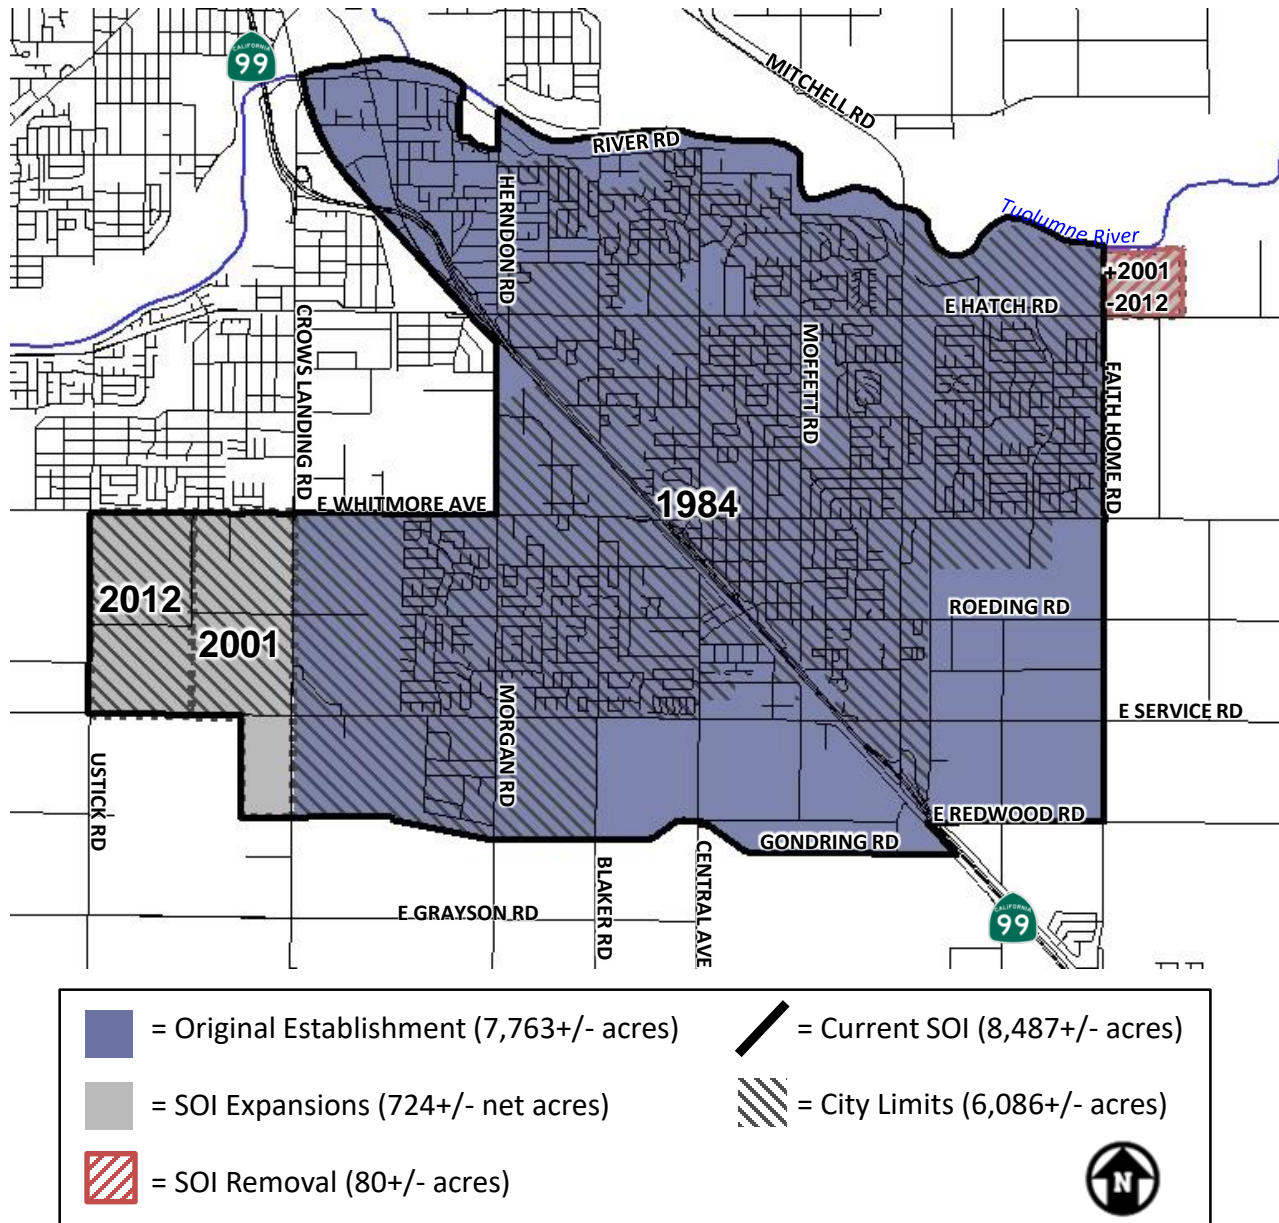 CALIFORNIA
99
MITCHELL RD
RIVER RD
HERNDON RD
Tuolumne River
+2001
-2012
E HATCH RD
CROWS LANDING RD
MOFFETT RD
FAITH HOME RD
E WHITMORE AVE
1984
2012
2001
ROEDING RD
MORGAN RD
E SERVICE RD
USTICK RD
E REDWOOD RD
GONDRING RD
BLAKER RD
CENTRAL AVE
E GRAYSON RD
CALIFORNIA
99
= Original Establishment (7,763+/- acres)
= Current SOI (8,487+/- acres)
= SOI Expansions (724+/- net acres)
= City Limits (6,086+/- acres)
= SOI Removal (80+/- acres)
N